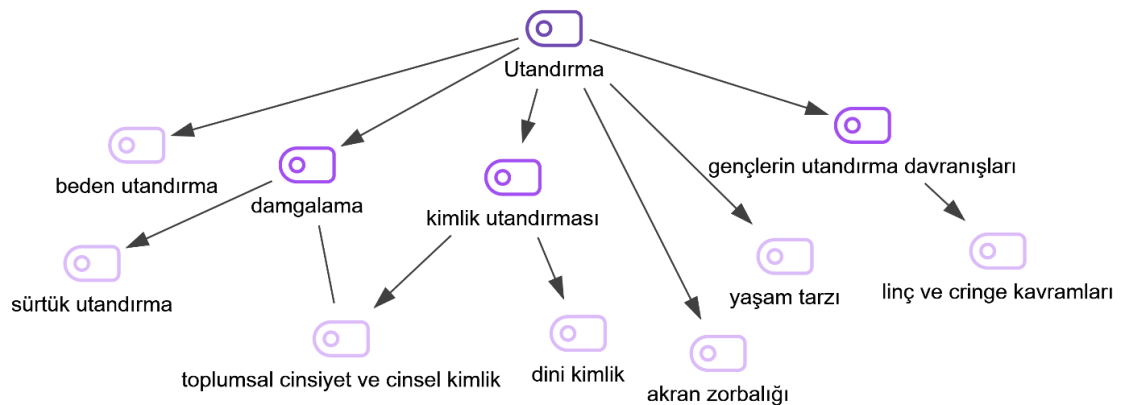 Utandırma
beden utandırma
damgalama
kimlik utandırması
gençlerin utandırma davranışları
sürtük utandırma
yaşam tarzı
linç ve cringe kavramları
toplumsal cinsiyet ve cinsel kimlik
dini kimlik
akran zorbalığı